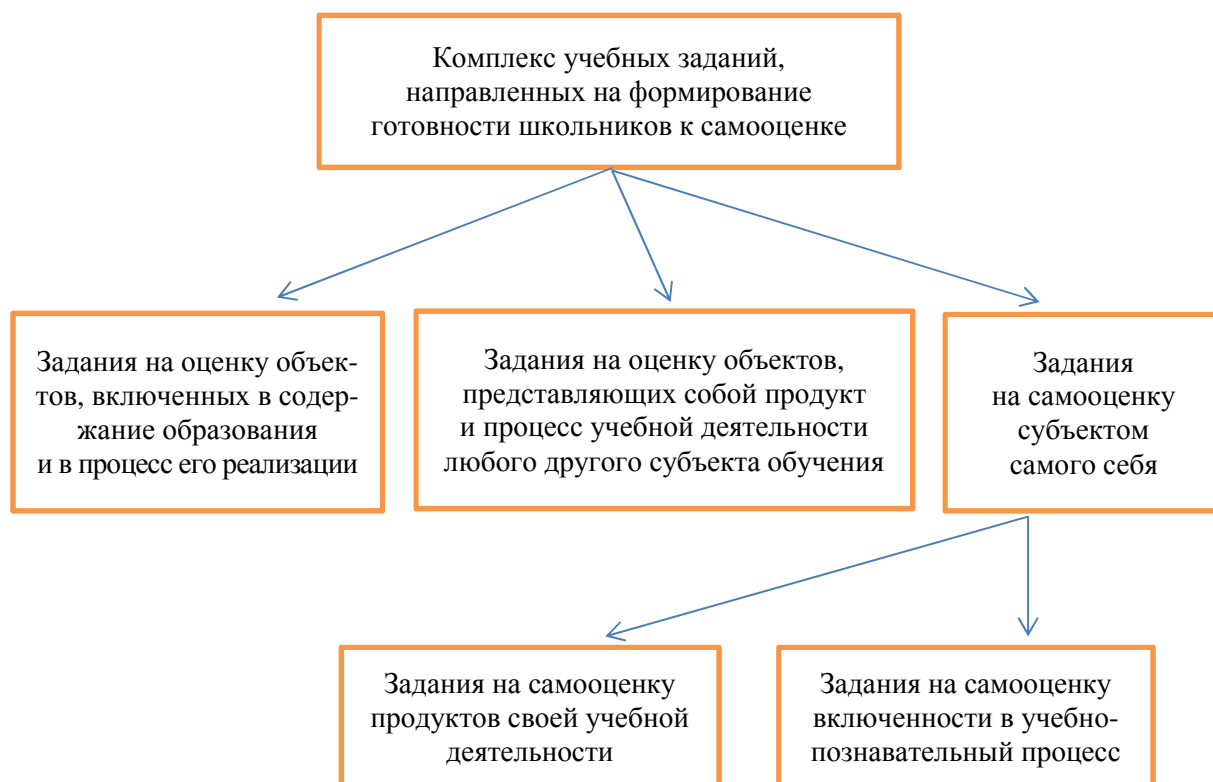 Комплекс учебных заданий,
направленных на формирование
готовности школьников к самооценке
Задания на оценку объек-
тов, включенных в содер-
жание образования
и в процесс его реализации
Задания на оценку объектов,
представляющих собой продукт
и процесс учебной деятельности
любого другого субъекта обучения
Задания
на самооценку
субъектом
самого себя
Задания на самооценку
продуктов своей учебной
деятельности
Задания на самооценку
включенности в учебно-
познавательный процесс